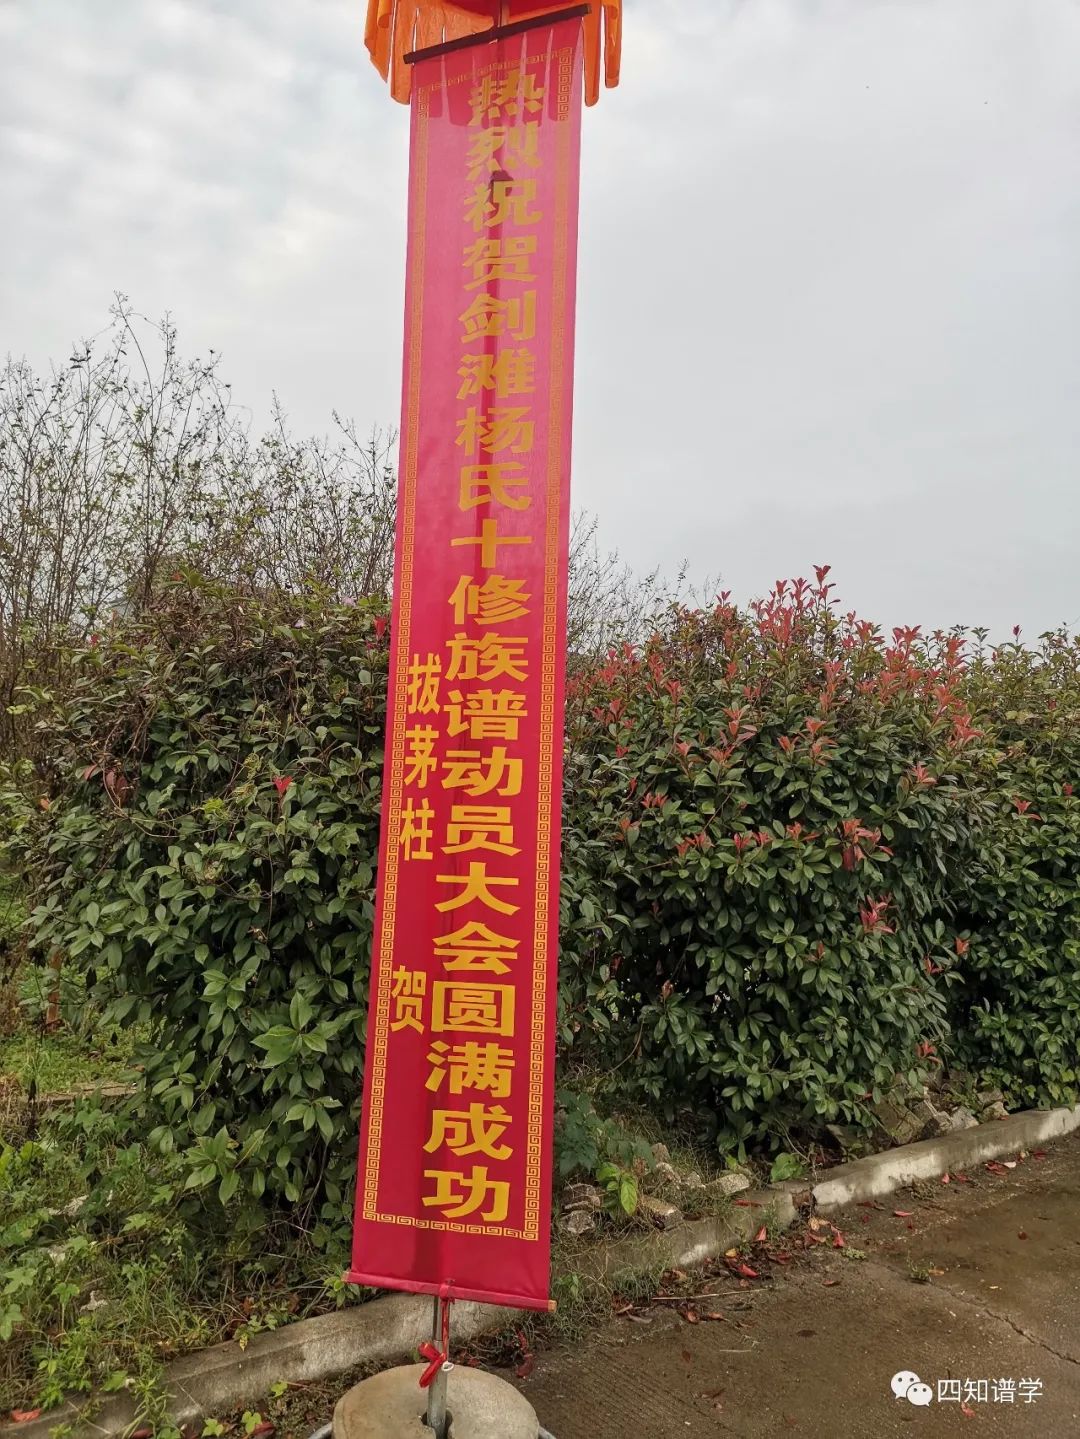 热烈祝贺剑滩杨氏十修族谱动员大会圆满成功
拔茅柱 贺
四知谱学